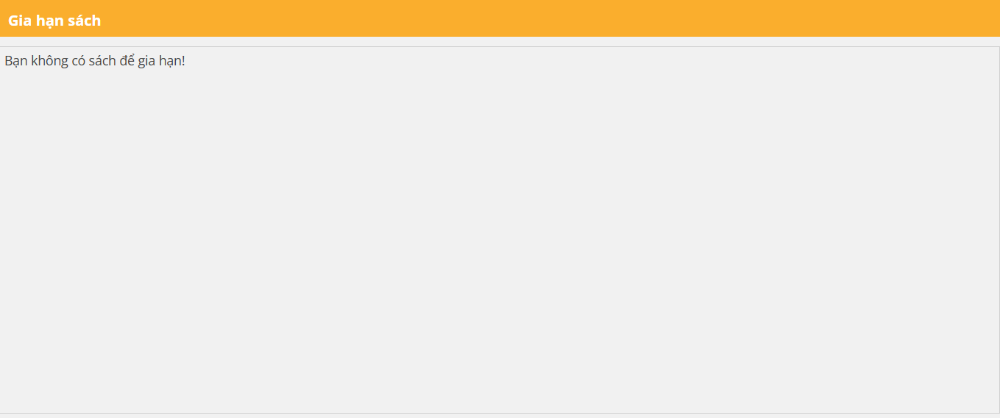 Gia hạn sách
Bạn không có sách để gia hạn!